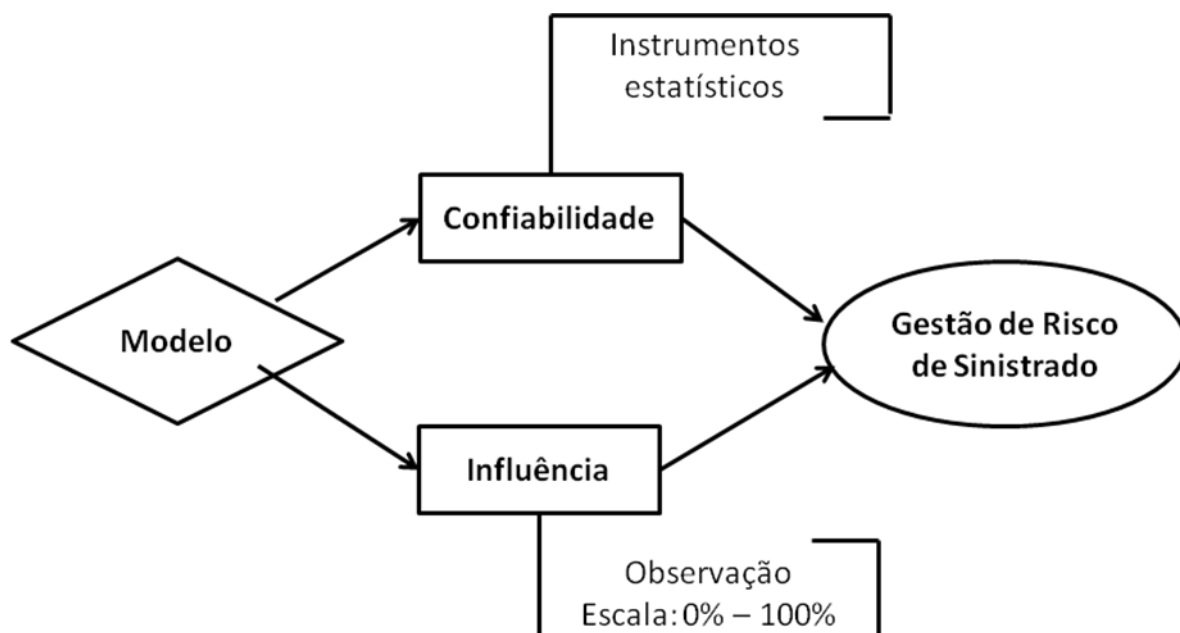 Instrumentos
estatísticos
Confiabilidade
Modelo
Gestão de Risco
de Sinistrado
Influência
Observação
Escala: 0% – 100%